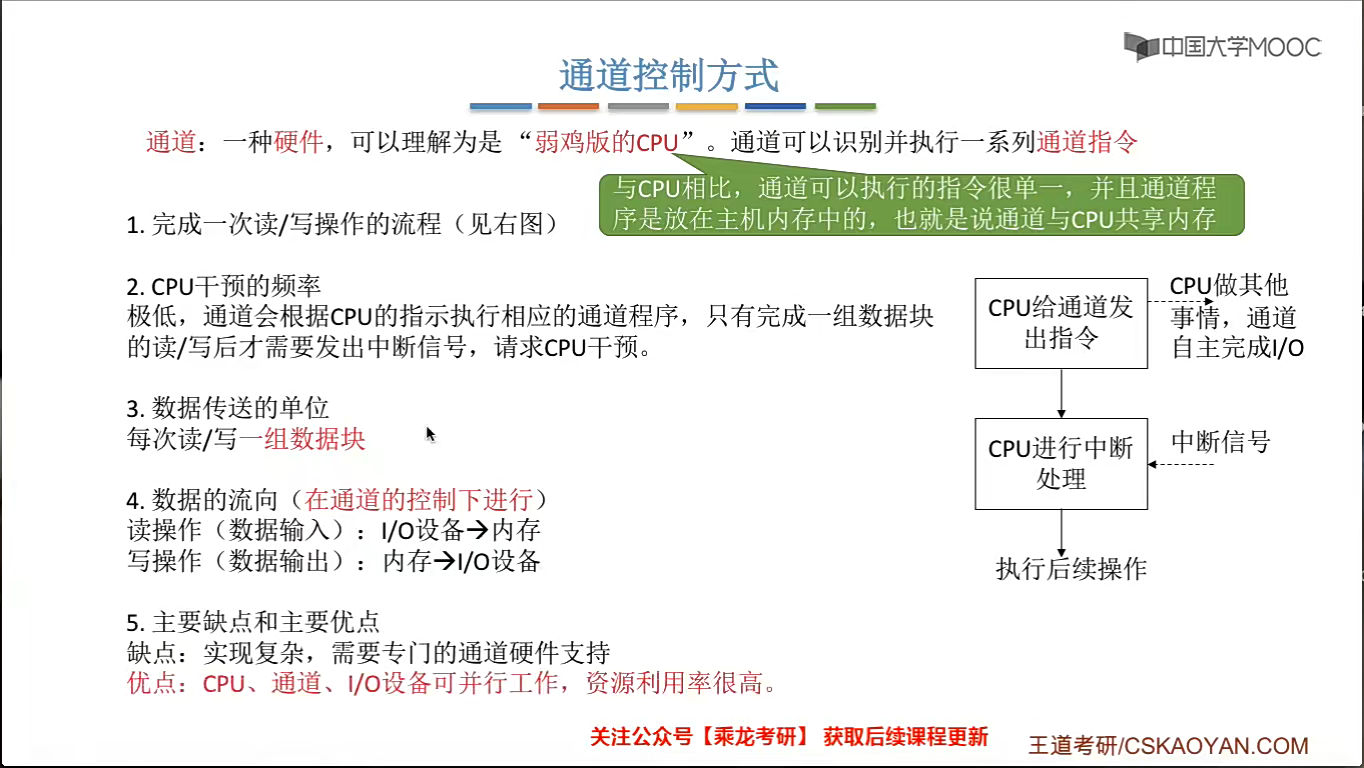 中国大学MOOC
通道控制方式
通道：一种硬件，可以理解为是“弱鸡版的CPU”。通道可以识别并执行一系列通道指令
与CPU相比，通道可以执行的指令很单一，并且通道程
序是放在主机内存中的，也就是说通道与CPU共享内存
1. 完成一次读/写操作的流程（见右图）
2. CPU干预的频率
极低，通道会根据CPU的指示执行相应的通道程序，只有完成一组数据块
的读/写后才需要发出中断信号，请求CPU干预。
3. 数据传送的单位
每次读/写一组数据块
4. 数据的流向（在通道的控制下进行）
读操作（数据输入）：I/O设备→内存
写操作（数据输出）：内存→I/O设备
5. 主要缺点和主要优点
缺点：实现复杂，需要专门的通道硬件支持
优点：CPU、通道、I/O设备可并行工作，资源利用率很高。
CPU给通道发
出指令
CPU做其他
事情，通道
自主完成I/O
CPU进行中断
处理
中断信号
执行后续操作
关注公众号【乘龙考研】 获取后续课程更新
王道考研/CSKAOYAN.COM